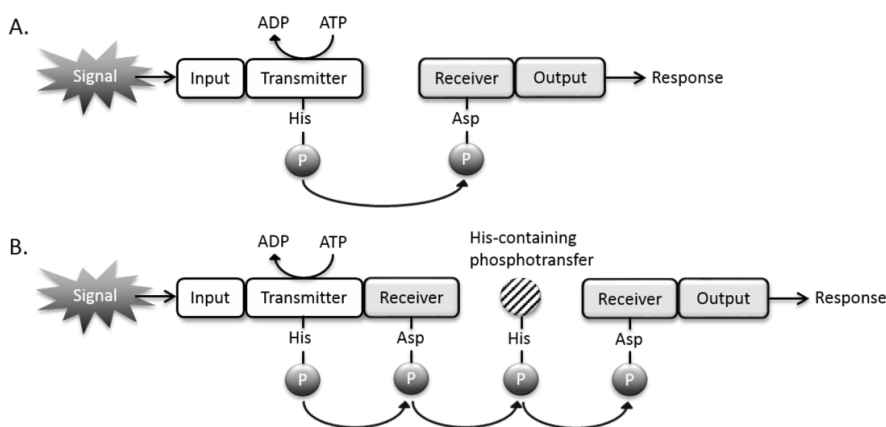 A.
ADP ATP
Signal Input Transmitter Receiver Output Response
His Asp
P P
B.
ADP ATP His-containing
phosphotransfer
Signal Input Transmitter Receiver Receiver Output Response
His Asp His Asp
P P P P